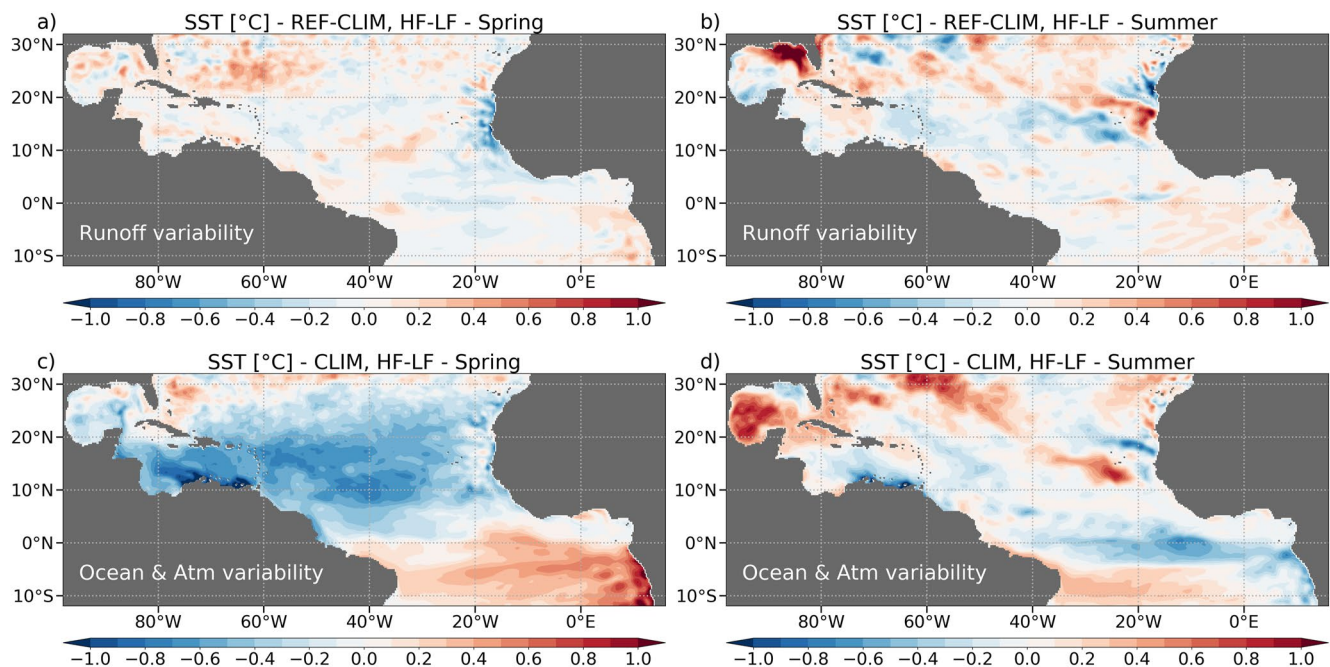 a) SST [°C] - REF-CLIM, HF-LF - Spring
30°N
20°N
10°N
0°N
10°S
Runoff variability
80°W 60°W 40°W 20°W 0°E
−1.0 −0.8 −0.6 −0.4 −0.2 0.0 0.2 0.4 0.6 0.8 1.0
b) SST [°C] - REF-CLIM, HF-LF - Summer
30°N
20°N
10°N
0°N
10°S
Runoff variability
80°W 60°W 40°W 20°W 0°E
−1.0 −0.8 −0.6 −0.4 −0.2 0.0 0.2 0.4 0.6 0.8 1.0
c) SST [°C] - CLIM, HF-LF - Spring
30°N
20°N
10°N
0°N
10°S
Ocean & Atm variability
80°W 60°W 40°W 20°W 0°E
−1.0 −0.8 −0.6 −0.4 −0.2 0.0 0.2 0.4 0.6 0.8 1.0
d) SST [°C] - CLIM, HF-LF - Summer
30°N
20°N
10°N
0°N
10°S
Ocean & Atm variability
80°W 60°W 40°W 20°W 0°E
−1.0 −0.8 −0.6 −0.4 −0.2 0.0 0.2 0.4 0.6 0.8 1.0